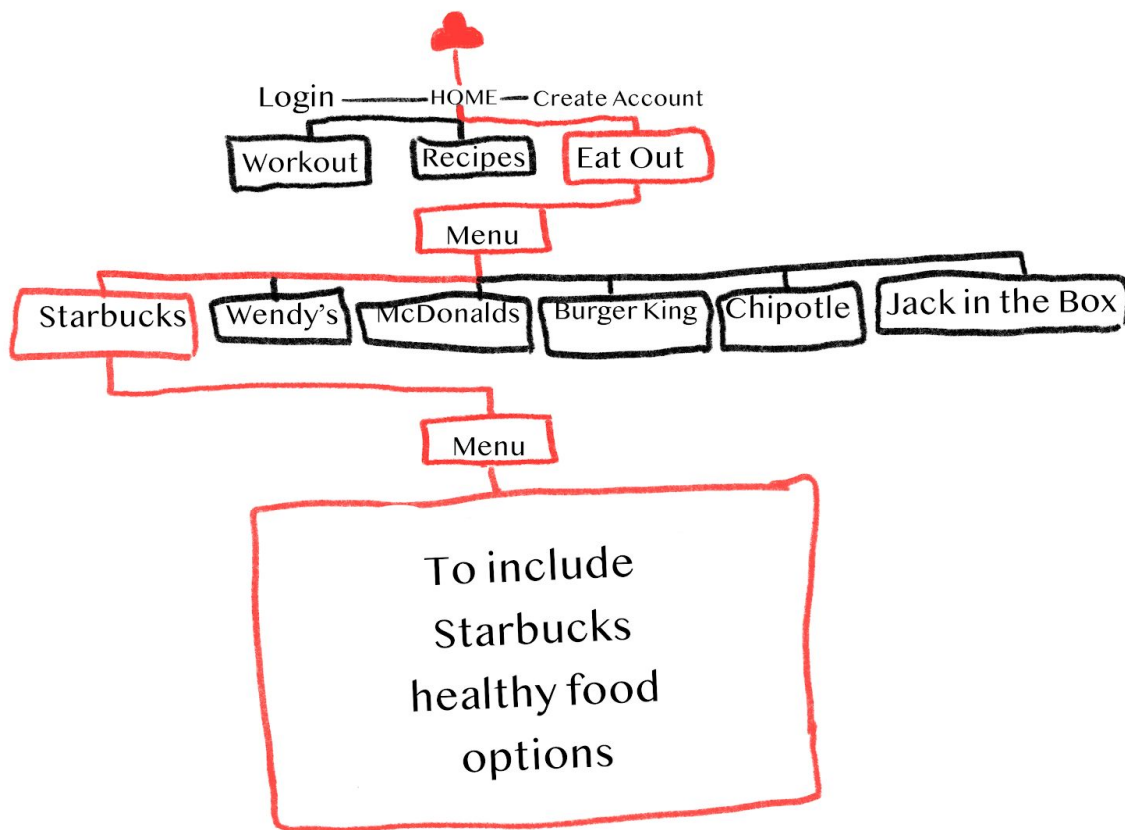 Login HOME Create Account
Workout Recipes Eat Out
Menu
Starbucks Wendy's McDonalds Burger King Chipotle Jack in the Box
Menu
To include
Starbucks
healthy food
options